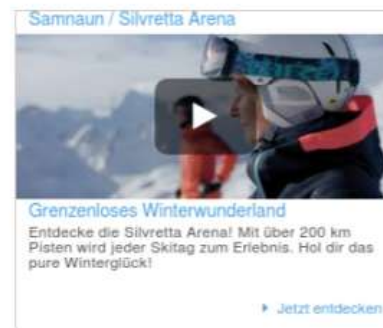 Samnaun / Silvretta Arena
Grenzenloses Winterwunderland
Entdecke die Silvretta Arena! Mit über 200 km
Pisten wird jeder Skitag zum Erlebnis. Hol dir das
pure Winterglück!
Jetzt entdecken